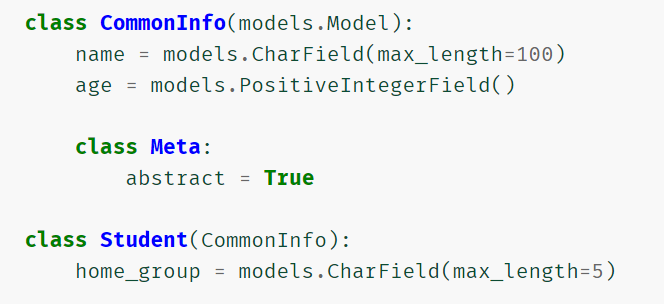 class CommonInfo(models.Model):
    name = models.CharField(max_length=100)
    age = models.PositiveIntegerField()

    class Meta:
        abstract = True

class Student(CommonInfo):
    home_group = models.CharField(max_length=5)